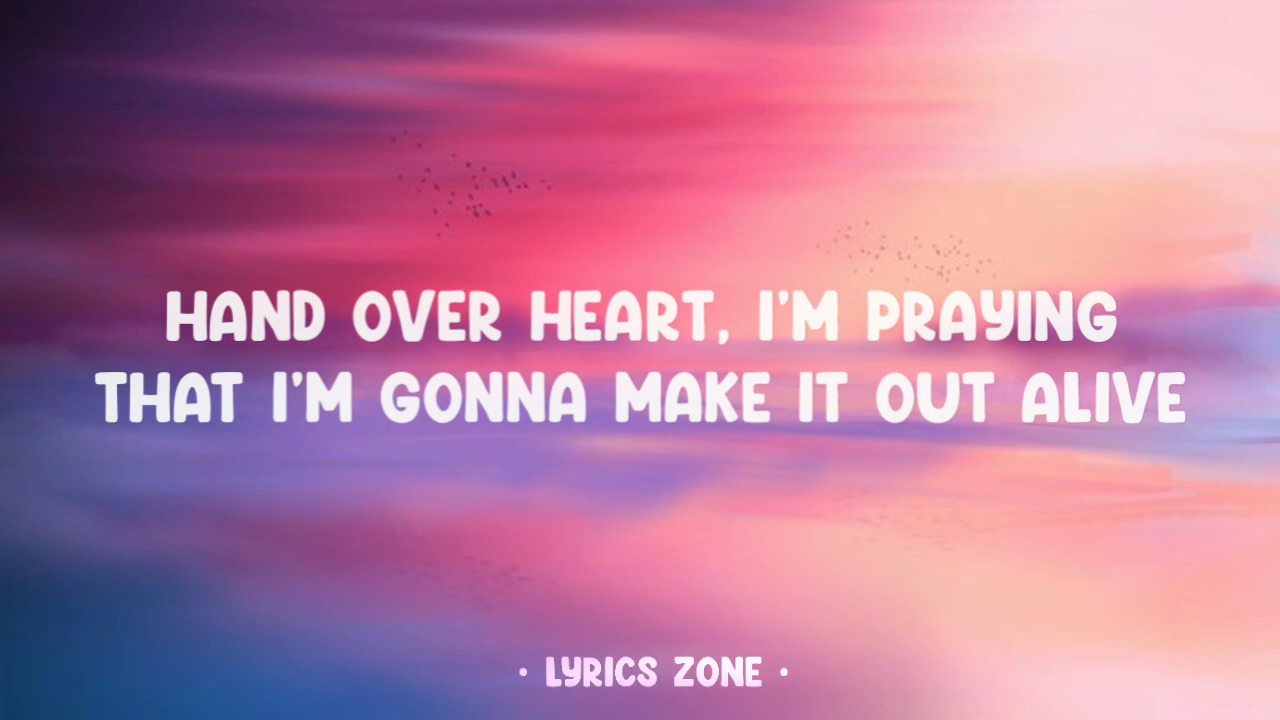 HAND OVER HEART, I'M PRAYING
THAT I'M GONNA MAKE IT OUT ALIVE
• LYRICS ZONE •